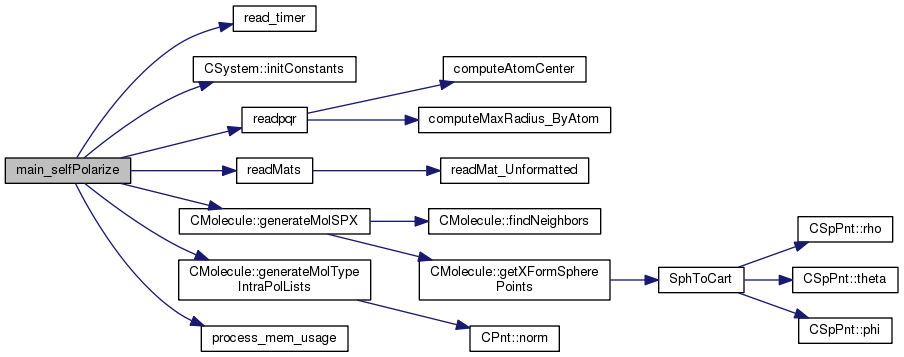 read_timer
CSystem::initConstants
computeAtomCenter
readpqr
computeMaxRadius_ByAtom
main_selfPolarize
readMats
readMat_Unformatted
CMolecule::generateMolSPX
CMolecule::findNeighbors
CSpPnt::rho
CMolecule::generateMolType
IntraPolLists
CMolecule::getXFormSphere
Points
SphToCart
CSpPnt::theta
process_mem_usage
CPnt::norm
CSpPnt::phi